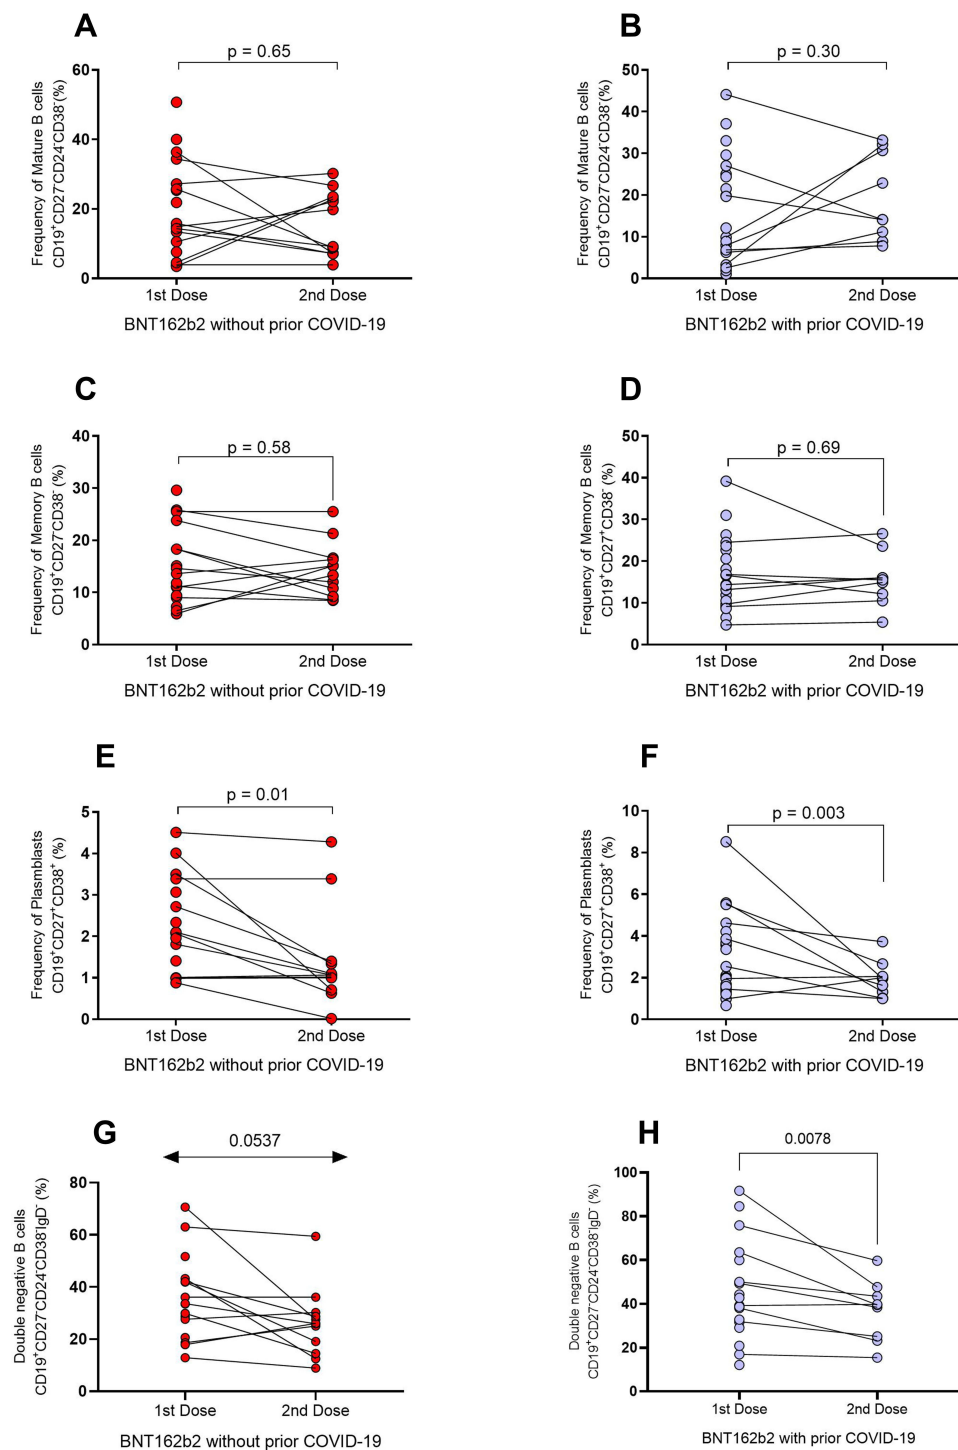 A
p = 0.65
Frequency of Mature B cells
CD19⁺CD27⁻CD24⁻CD38⁻(%)
60
40
20
0
1st Dose 2nd Dose
BNT162b2 without prior COVID-19
B
p = 0.30
Frequency of Mature B cells
CD19⁺CD27⁻CD24⁻CD38⁻(%)
50
40
30
20
10
0
1st Dose 2nd Dose
BNT162b2 with prior COVID-19
C
p = 0.58
Frequency of Memory B cells
CD19⁺CD27⁻CD38⁻ (%)
40
30
20
10
0
1st Dose 2nd Dose
BNT162b2 without prior COVID-19
D
p = 0.69
Frequency of Memory B cells
CD19⁺CD27⁺CD38⁻ (%)
50
40
30
20
10
0
1st Dose 2nd Dose
BNT162b2 with prior COVID-19
E
p = 0.01
Frequency of Plasmblasts
CD19⁺CD27⁺CD38⁺ (%)
5
4
3
2
1
0
1st Dose 2nd Dose
BNT162b2 without prior COVID-19
F
p = 0.003
Frequency of Plasmblasts
CD19⁺CD27⁺CD38⁺ (%)
10
8
6
4
2
0
1st Dose 2nd Dose
BNT162b2 with prior COVID-19
G
0.0537
Double negative B cells
CD19⁺CD27⁻CD24⁻CD38⁻IgD⁻ (%)
80
60
40
20
0
1st Dose 2nd Dose
BNT162b2 without prior COVID-19
H
0.0078
Double negative B cells
CD19⁺CD27⁻CD24⁻CD38⁻IgD⁻ (%)
100
80
60
40
20
0
1st Dose 2nd Dose
BNT162b2 with prior COVID-19